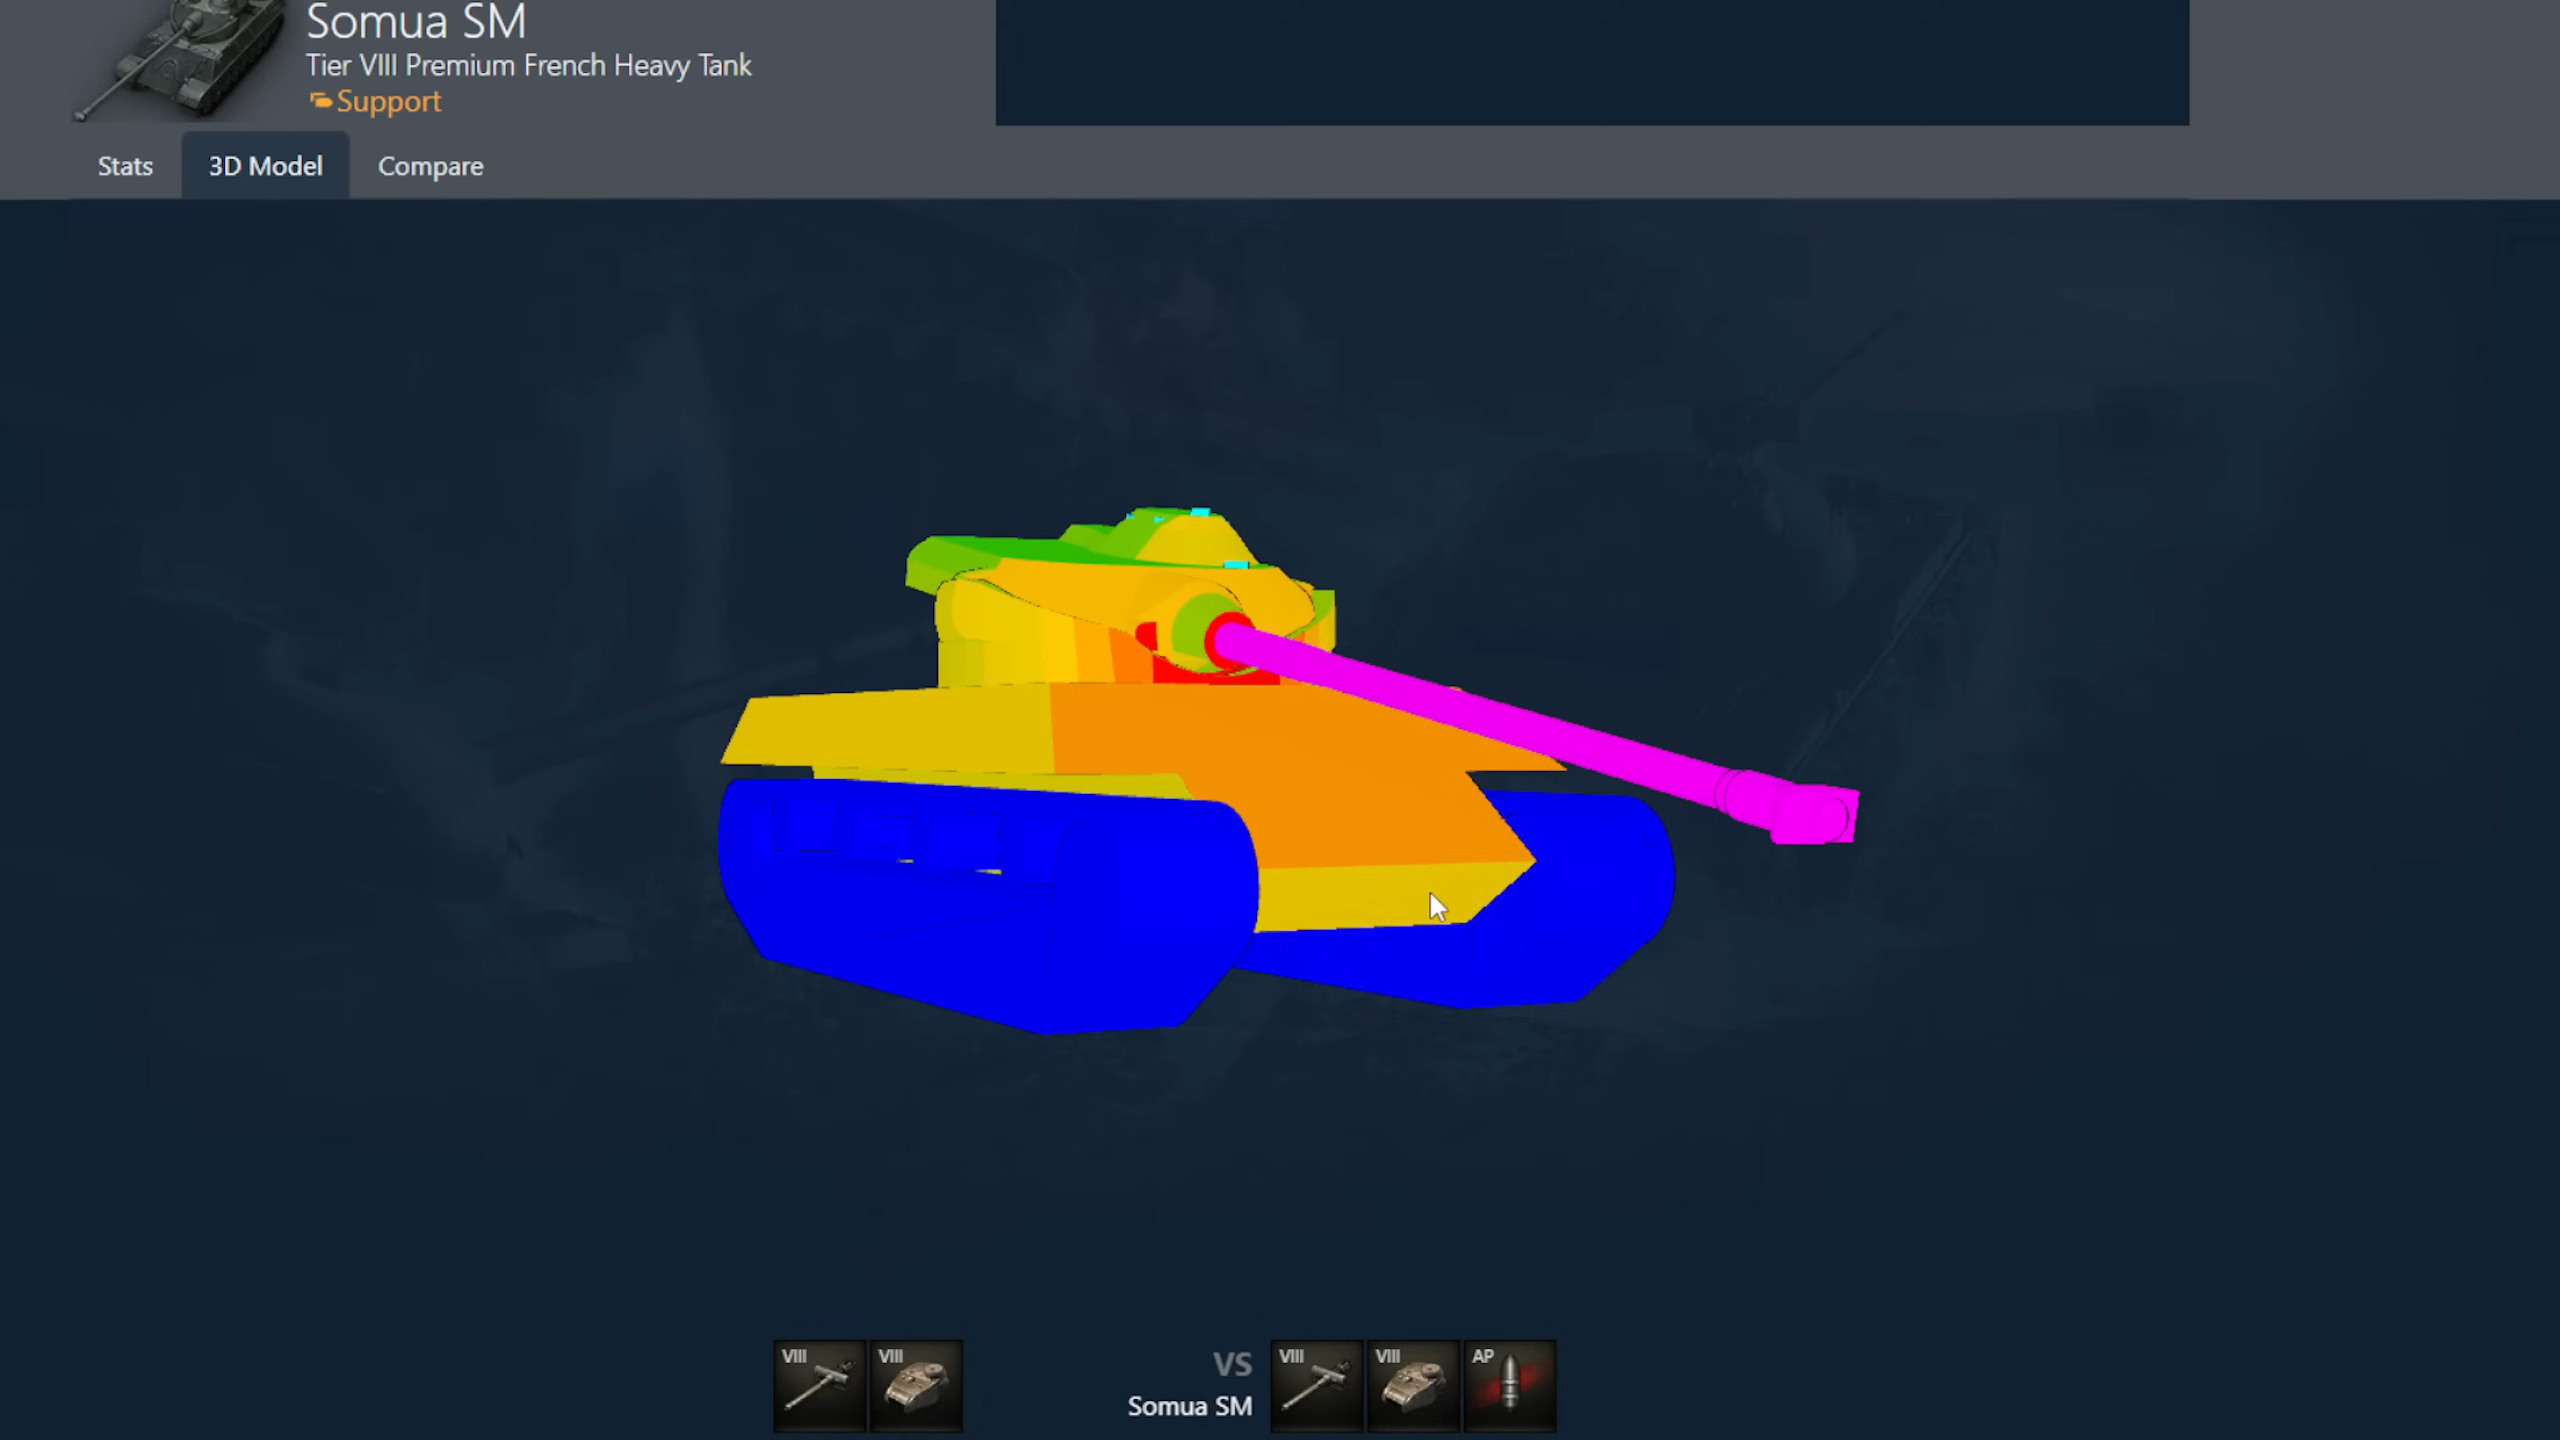 Somua SM
Tier VIII Premium French Heavy Tank
Support
Stats 3D Model Compare
VIII VIII VS VIII VIII AP
Somua SM